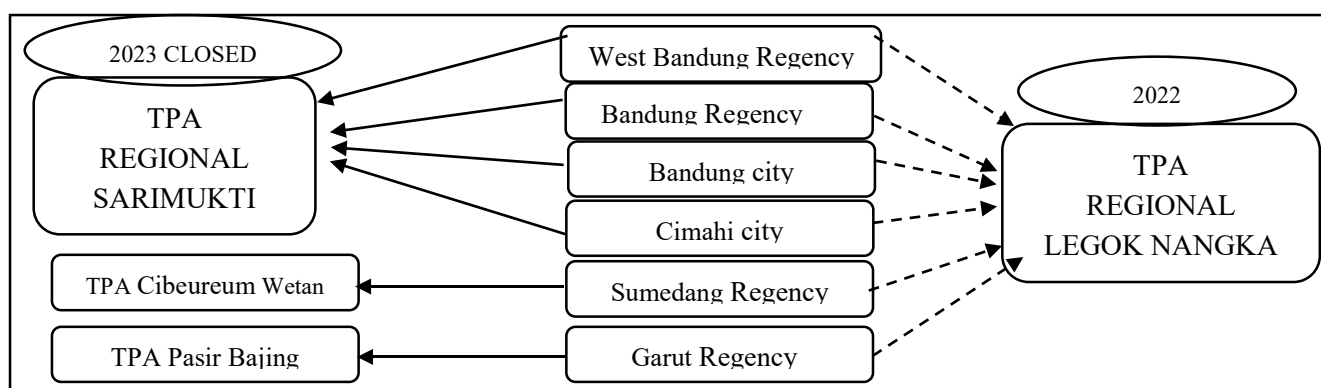 2023 CLOSED
TPA
REGIONAL
SARIMUKTI
TPA Cibeureum Wetan
TPA Pasir Bajing
West Bandung Regency
Bandung Regency
Bandung city
Cimahi city
Sumedang Regency
Garut Regency
2022
TPA
REGIONAL
LEGOK NANGKA